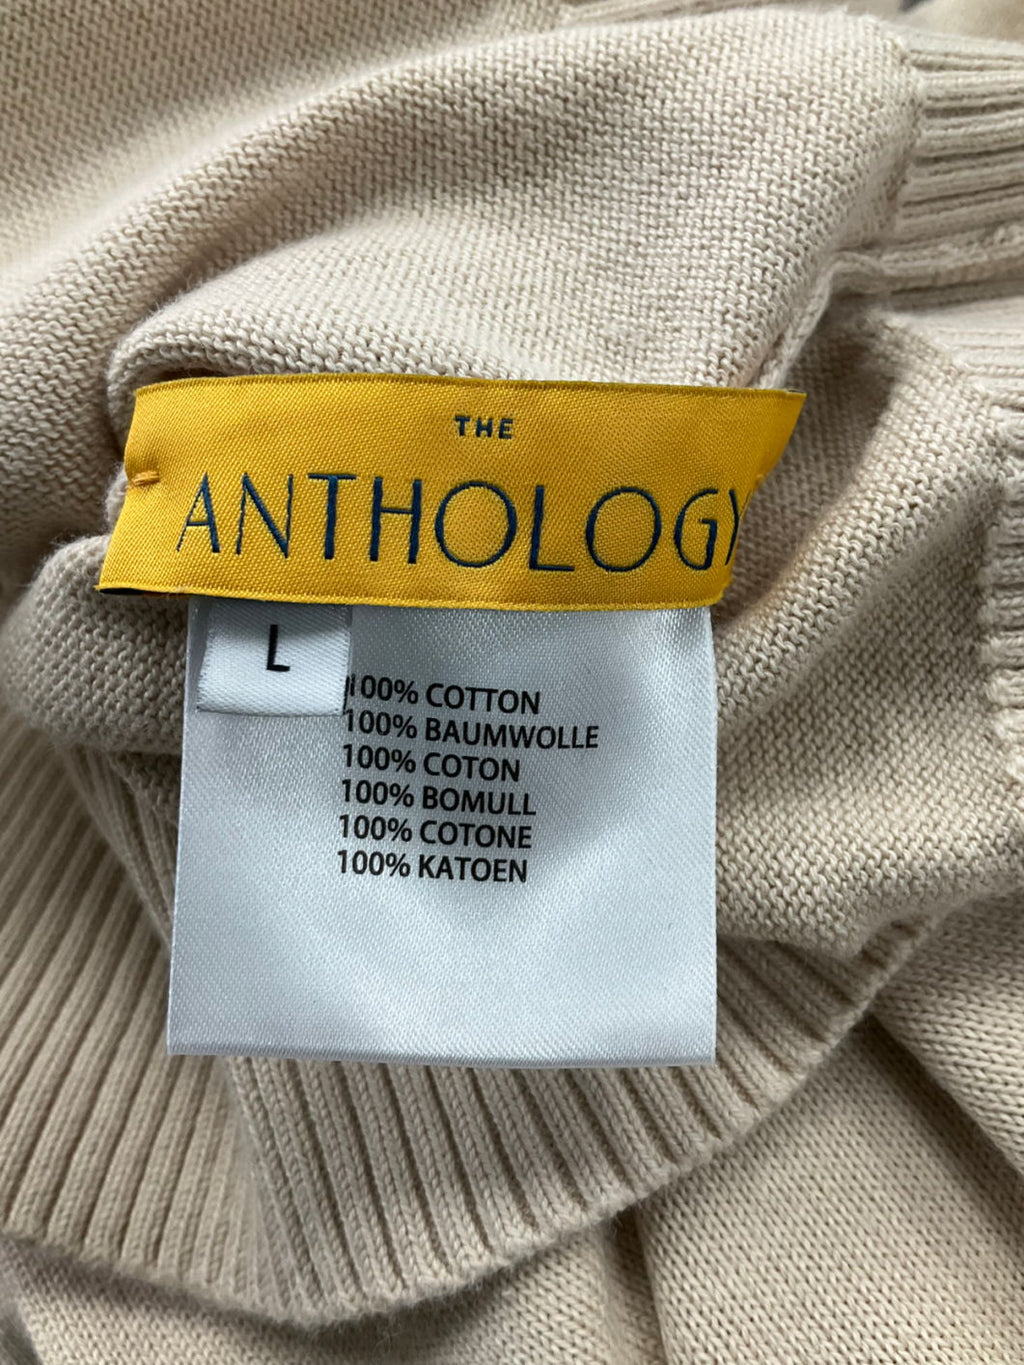 THE
ANTHOLOGY
L
100% COTTON
100% BAUMWOLLE
100% COTON
100% BOMULL
100% COTONE
100% KATOEN